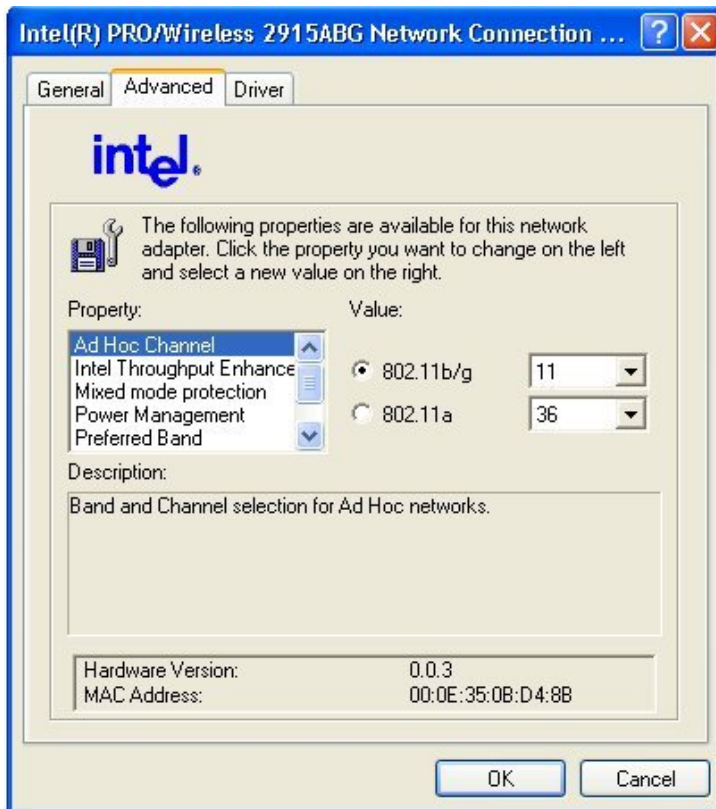 Intel(R) PRO/Wireless 2915ABG Network Connection ...
General
Advanced
Driver
intel.
The following properties are available for this network
adapter. Click the property you want to change on the left
and select a new value on the right.
Property:
Value:
Ad Hoc Channel
Intel Throughput Enhance
Mixed mode protection
Power Management
Preferred Band
802.11b/g
11
802.11a
36
Description:
Band and Channel selection for Ad Hoc networks.
Hardware Version: 0.0.3
MAC Address: 00:0E:35:0B:D4:8B
OK
Cancel